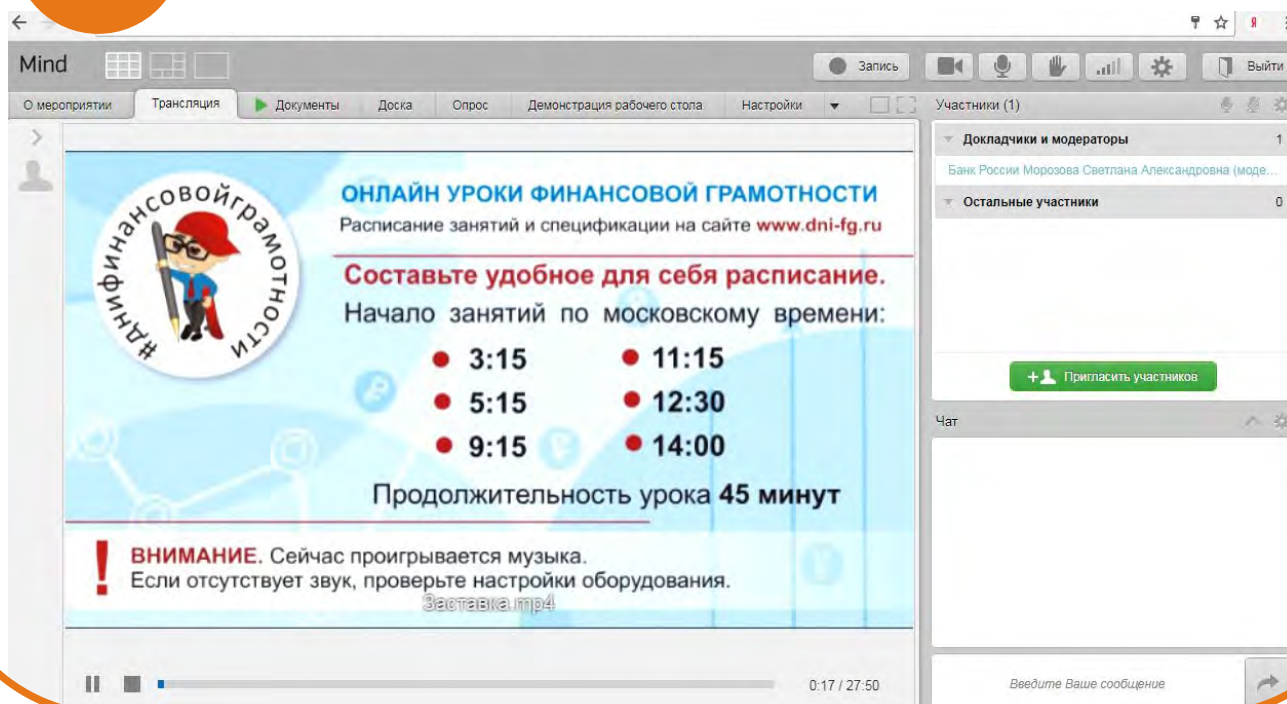 Mind
Запись
Выйти
О мероприятии
Трансляция
Документы
Доска
Опрос
Демонстрация рабочего стола
Настройки
Участники (1)
Докладчики и модераторы 1
Банк России Морозова Светлана Александровна (моде...
Остальные участники 0
Пригласить участников
Чат
Введите Ваше сообщение
#днифинансовойграмотности
ОНЛАЙН УРОКИ ФИНАНСОВОЙ ГРАМОТНОСТИ
Расписание занятий и спецификации на сайте www.dni-fg.ru
Составьте удобное для себя расписание.
Начало занятий по московскому времени:
3:15 11:15
5:15 12:30
9:15 14:00
Продолжительность урока 45 минут
! ВНИМАНИЕ. Сейчас проигрывается музыка.
Если отсутствует звук, проверьте настройки оборудования.
Заставка.mp4
0:17 / 27:50